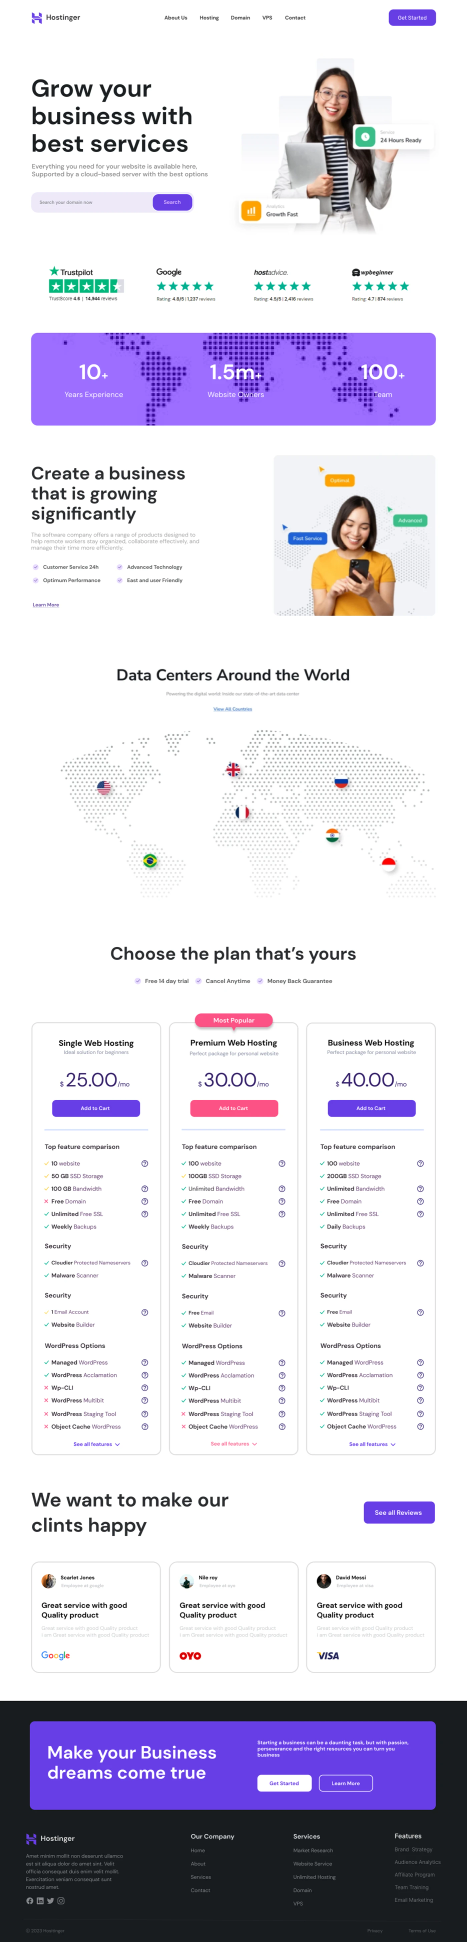 Hostinger
About Us
Hosting
Domain
VPS
Contact
Get Started
Grow your
business with
best services
Everything you need for your website is available here,
Supported by a cloud-based server with the best options
Search your domain now
Search
Service
24 Hours Ready
Analytics
Growth Fast
Trustpilot
TrustScore 4.6 | 14,944 reviews
Google
Rating 4.8/5 | 1,237 reviews
hostadvice.
Rating 4.5/5 | 2,416 reviews
wpbeginner
Rating 4.7 | 874 reviews
10+
Years Experience
1.5m+
Website Owners
100+
Team
Create a business
that is growing
significantly
The software company offers a range of products designed to
help remote workers stay organized, collaborate effectively, and
manage their time more efficiently.
Customer Service 24h
Advanced Technology
Optimum Performance
East and user Friendly
Learn More
Optimal
Advanced
Fast Service
Data Centers Around the World
Powering the digital world: Inside our state-of-the-art data center
View All Countries
Choose the plan that's yours
Free 14 day trial
Cancel Anytime
Money Back Guarantee
Single Web Hosting
Ideal solution for beginners
$ 25.00/mo
Add to Cart
Top feature comparison
10 website
50 GB SSD Storage
100 GB Bandwidth
Free Domain
Unlimited Free SSL
Weekly Backups
Security
Cloudier Protected Nameservers
Malware Scanner
Security
1 Email Account
Website Builder
WordPress Options
Managed WordPress
WordPress Acclamation
Wp-CLI
WordPress Multibit
WordPress Staging Tool
Object Cache WordPress
See all features
Most Popular
Premium Web Hosting
Perfect package for personal website
$ 30.00/mo
Add to Cart
Top feature comparison
100 website
100GB SSD Storage
Unlimited Bandwidth
Free Domain
Unlimited Free SSL
Weekly Backups
Security
Cloudier Protected Nameservers
Malware Scanner
Security
Free Email
Website Builder
WordPress Options
Managed WordPress
WordPress Acclamation
Wp-CLI
WordPress Multibit
WordPress Staging Tool
Object Cache WordPress
See all features
Business Web Hosting
Perfect package for personal website
$ 40.00/mo
Add to Cart
Top feature comparison
100 website
200GB SSD Storage
Unlimited Bandwidth
Free Domain
Unlimited Free SSL
Daily Backups
Security
Cloudier Protected Nameservers
Malware Scanner
Security
Free Email
Website Builder
WordPress Options
Managed WordPress
WordPress Acclamation
Wp-CLI
WordPress Multibit
WordPress Staging Tool
Object Cache WordPress
See all features
We want to make our
clints happy
See all Reviews
Scarlet Jones
Employee at google
Great service with good
Quality product
Great service with good Quality product
I am Great service with good Quality product
Google
Nile roy
Employee at oyo
Great service with good
Quality product
Great service with good Quality product
I am Great service with good Quality product
OYO
David Messi
Employee at visa
Great service with good
Quality product
Great service with good Quality product
I am Great service with good Quality product
VISA
Make your Business
dreams come true
Starting a business can be a daunting task, but with passion,
perseverance and the right resources you can turn you
business
Get Started
Learn More
Hostinger
Amet minim mollit non deserunt ullamco
est sit aliqua dolor do amet sint. Velit
officia consequat duis enim velit mollit.
Exercitation veniam consequat sunt
nostrud amet.
Our Company
Home
About
Services
Contact
Services
Market Research
Website Service
Unlimited Hosting
Domain
VPS
Features
Brand Strategy
Audience Analytics
Affiliate Program
Team Training
Email Marketing
© 2023 Hostinger
Privacy
Terms of Use